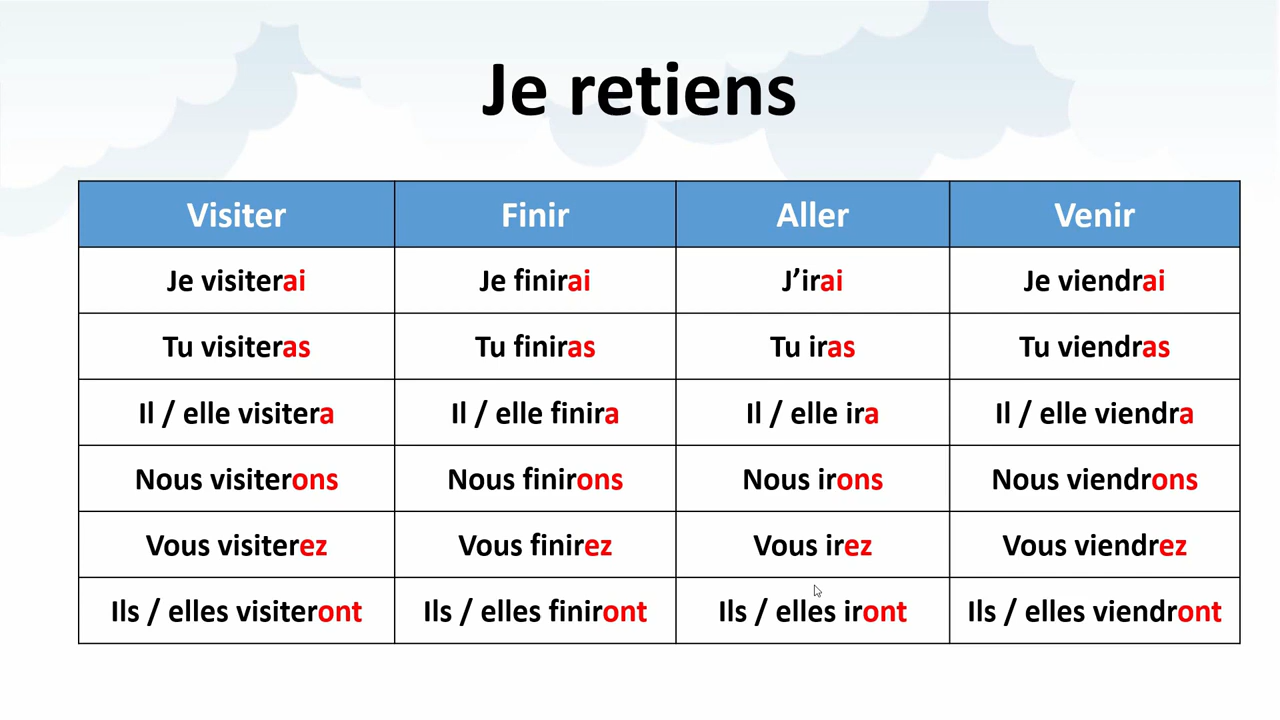 Je retiens
Visiter Finir Aller Venir
Je visiterai Je finirai J’irai Je viendrai
Tu visiteras Tu finiras Tu iras Tu viendras
Il / elle visitera Il / elle finira Il / elle ira Il / elle viendra
Nous visiterons Nous finirons Nous irons Nous viendrons
Vous visiterez Vous finirez Vous irez Vous viendrez
Ils / elles visiteront Ils / elles finiront Ils / elles iront Ils / elles viendront